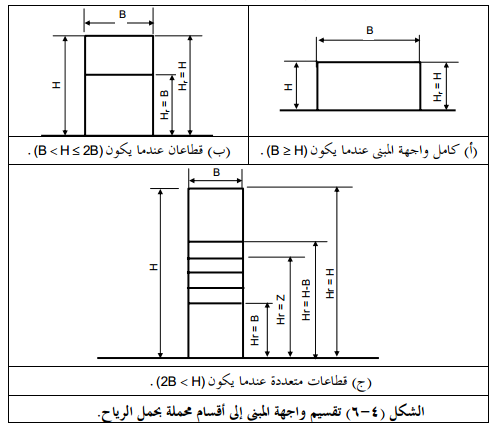 B
H
Hr = B
Hr = H
B
H
Hr = H
(أ) كامل واجهة المبنى عندما يكون (B ≥ H) .
(ب) قطاعان عندما يكون (B < H ≤ 2B) .
B
H
Hr = B
Hr = Z
Hr = H-B
Hr = H
(ج) قطاعات متعددة عندما يكون (2B < H) .
الشكل (٤-٦) تقسيم واجهة المبنى إلى أقسام محملة بحمل الرياح.